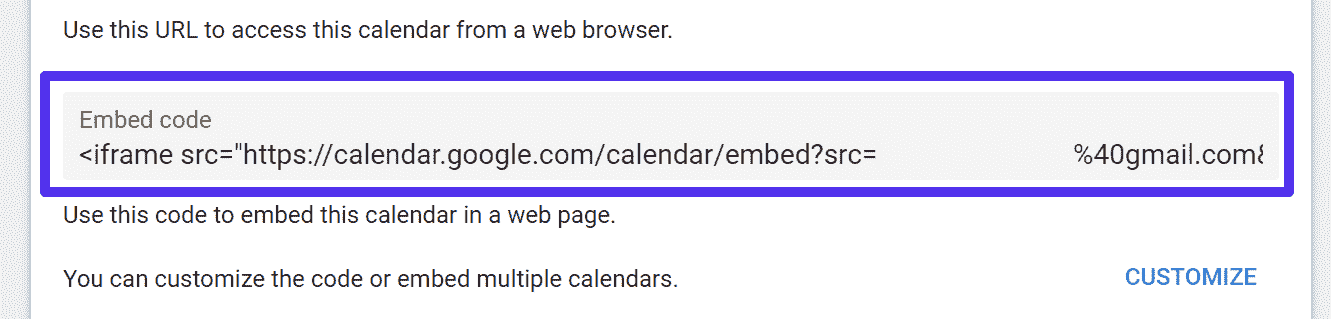 Use this URL to access this calendar from a web browser.
Embed code
<iframe src="https://calendar.google.com/calendar/embed?src= %40gmail.com&
Use this code to embed this calendar in a web page.
You can customize the code or embed multiple calendars.
CUSTOMIZE